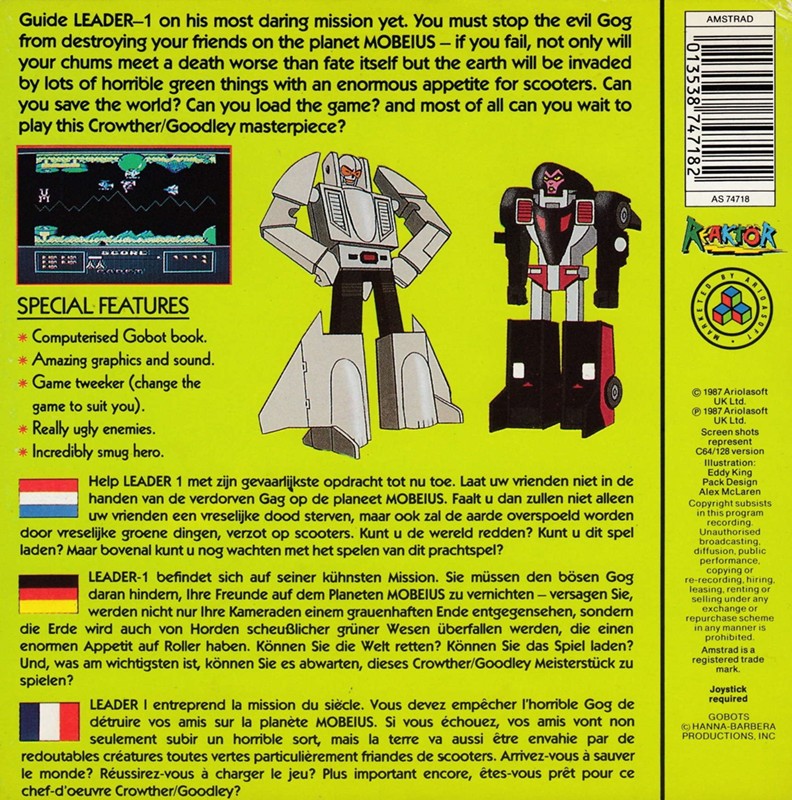 Guide LEADER–1 on his most daring mission yet. You must stop the evil Gog
from destroying your friends on the planet MOBEIUS – if you fail, not only will
your chums meet a death worse than fate itself but the earth will be invaded
by lots of horrible green things with an enormous appetite for scooters. Can
you save the world? Can you load the game? and most of all can you wait to
play this Crowther/Goodley masterpiece?
SCORE
SPECIAL FEATURES
* Computerised Gobot book.
* Amazing graphics and sound.
* Game tweeker (change the
game to suit you).
* Really ugly enemies.
* Incredibly smug hero.
Help LEADER 1 met zijn gevaarlijkste opdracht tot nu toe. Laat uw vrienden niet in de
handen van de verdorven Gag op de planeet MOBEIUS. Faalt u dan zullen niet alleen
uw vrienden een vreselijke dood sterven, maar ook zal de aarde overspoeld worden
door vreselijke groene dingen, verzot op scooters. Kunt u de wereld redden? Kunt u dit spel
laden? Maar bovenal kunt u nog wachten met het spelen van dit prachtspel?
LEADER-1 befindet sich auf seiner kühnsten Mission. Sie müssen den bösen Gog
daran hindern, Ihre Freunde auf dem Planeten MOBEIUS zu vernichten – versagen Sie,
werden nicht nur Ihre Kameraden einem grauenhaften Ende entgegensehen, sondern
die Erde wird auch von Horden scheußlicher grüner Wesen überfallen werden, die einen
enormen Appetit auf Roller haben. Können Sie die Welt retten? Können Sie das Spiel laden?
Und, was am wichtigsten ist, können Sie es abwarten, dieses Crowther/Goodley Meisterstück zu
spielen?
LEADER I entreprend la mission du siècle. Vous devez empêcher l'horrible Gog de
détruire vos amis sur la planète MOBEIUS. Si vous échouez, vos amis vont non
seulement subir un horrible sort, mais la terre va aussi être envahie par de
redoutables créatures toutes vertes particulièrement friandes de scooters. Arrivez-vous à sauver
le monde? Réussirez-vous à charger le jeu? Plus important encore, êtes-vous prêt pour ce
chef-d'oeuvre Crowther/Goodley?
AMSTRAD
013538 747182
AS 74718
REAKTÖR
MARKETED BY ARIOLASOFT
© 1987 Ariolasoft
UK Ltd.
℗ 1987 Ariolasoft
UK Ltd.
Screen shots
represent
C64/128 version
Illustration:
Eddy King
Pack Design
Alex McLaren
Copyright subsists
in this program
recording.
Unauthorised
broadcasting,
diffusion, public
performance,
copying or
re-recording, hiring,
leasing, renting or
selling under any
exchange or
repurchase scheme
in any manner is
prohibited.
Amstrad is a
registered trade
mark.
Joystick
required
GOBOTS
© HANNA-BARBERA
PRODUCTIONS, INC